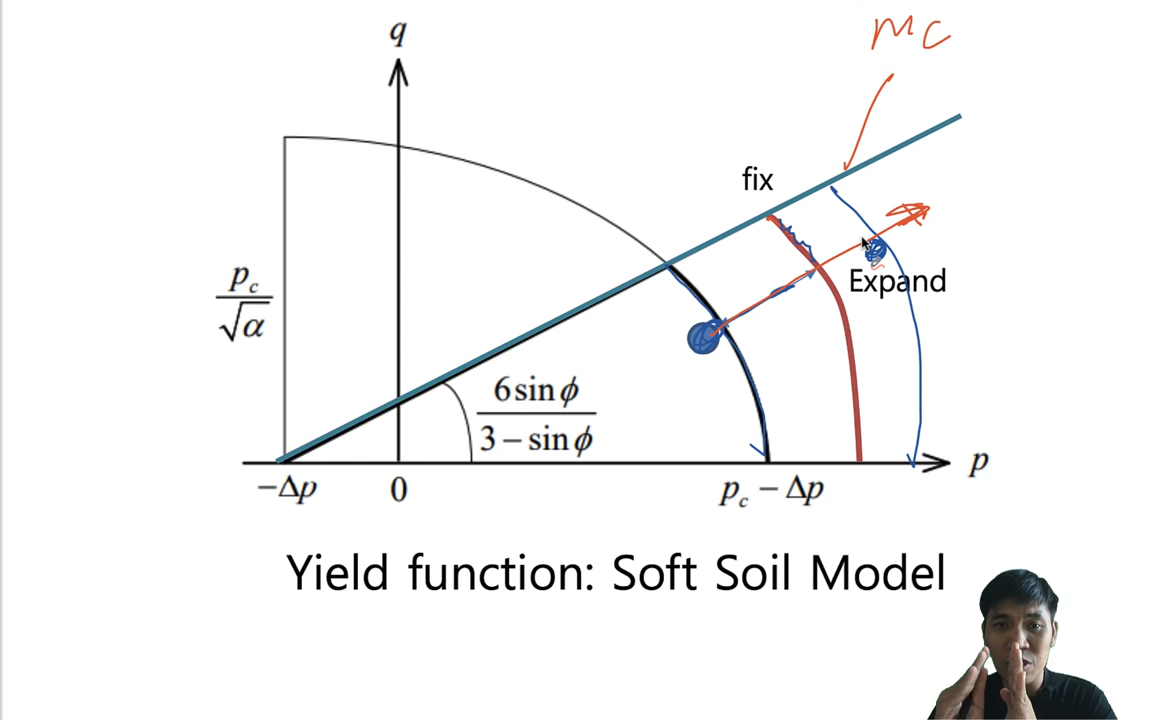 MC
q
fix
p_c / √α
Expand
6 sin ϕ / 3 − sin ϕ
−Δp
0
p_c − Δp
p
Yield function: Soft Soil Model